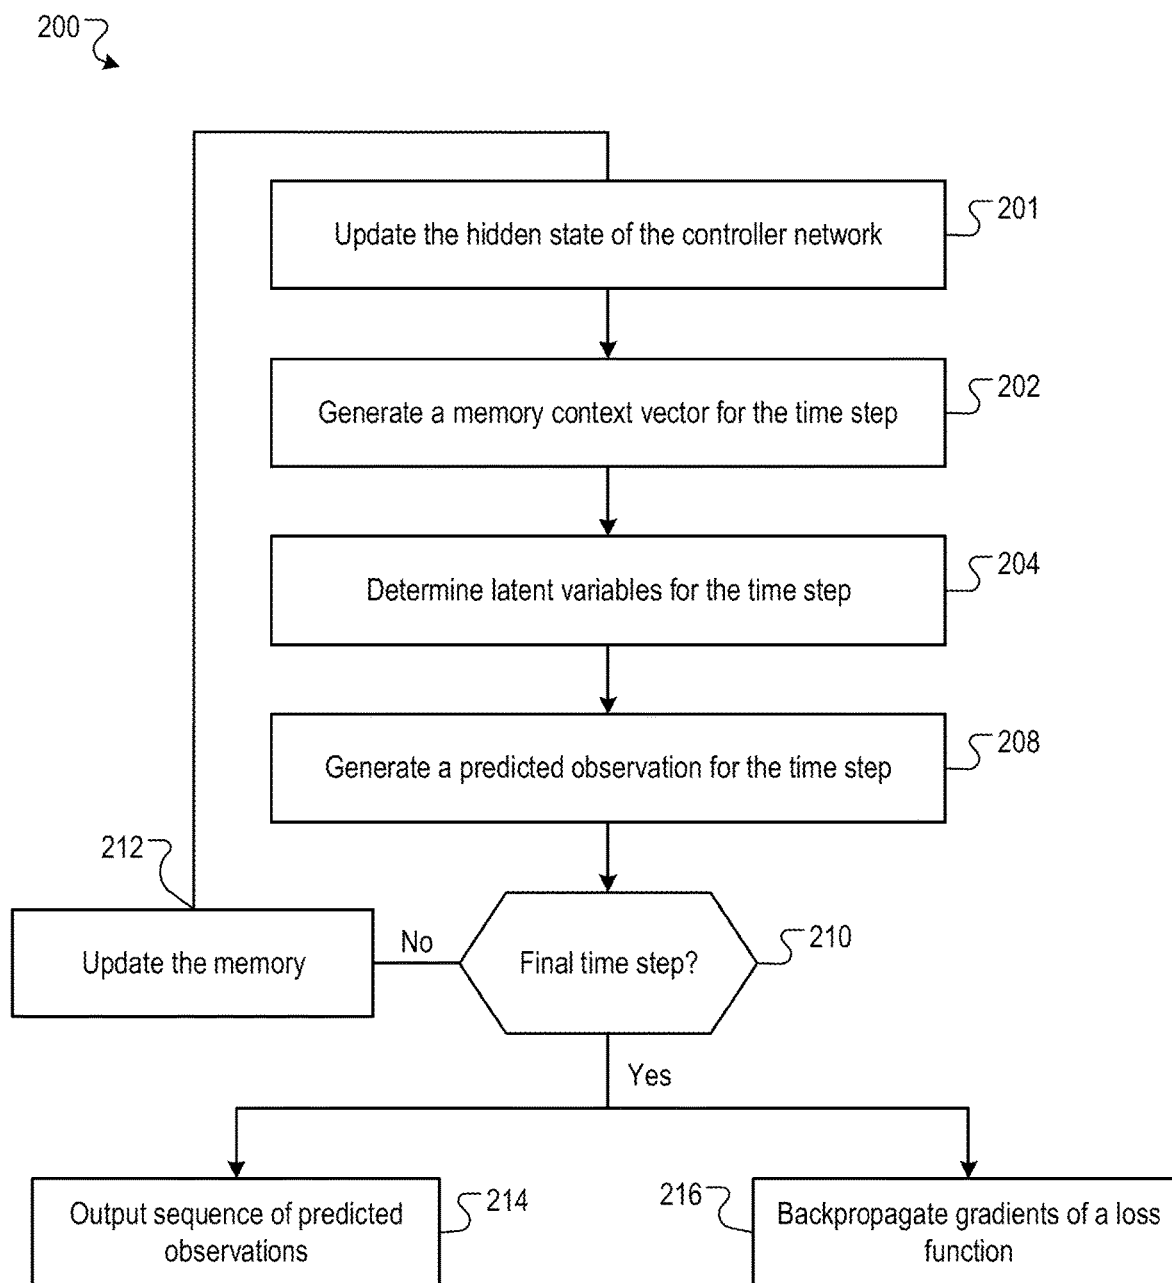 200
Update the hidden state of the controller network
201
Generate a memory context vector for the time step
202
Determine latent variables for the time step
204
Generate a predicted observation for the time step
208
212
Update the memory
No
Final time step?
210
Yes
Output sequence of predicted
observations
214
216
Backpropagate gradients of a loss
function